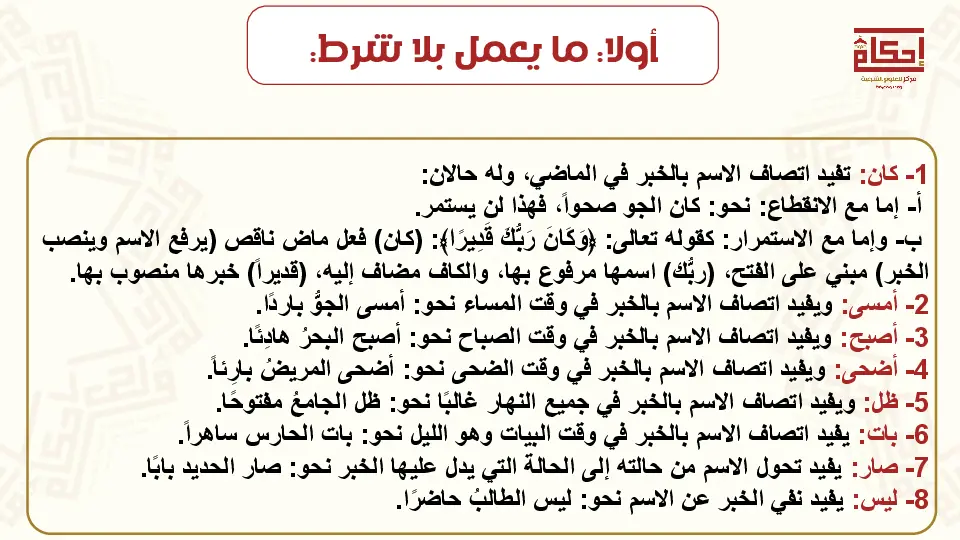 أولا: ما يعمل بلا شرط:
إحكام
مركز للعلوم الشرعية
1- كان: تفيد اتصاف الاسم بالخبر في الماضي، وله حالان:
أ- إما مع الانقطاع: نحو: كان الجو صحواً، فهذا لن يستمر.
ب- وإما مع الاستمرار: كقوله تعالى: ﴿وَكَانَ رَبُّكَ قَدِيرًا﴾: (كان) فعل ماض ناقص (يرفع الاسم وينصب
الخبر) مبني على الفتح، (ربُّك) اسمها مرفوع بها، والكاف مضاف إليه، (قديراً) خبرها منصوب بها.
2- أمسى: ويفيد اتصاف الاسم بالخبر في وقت المساء نحو: أمسى الجوُّ باردًا.
3- أصبح: ويفيد اتصاف الاسم بالخبر في وقت الصباح نحو: أصبح البحرُ هادِئًا.
4- أضحى: ويفيد اتصاف الاسم بالخبر في وقت الضحى نحو: أضحى المريضُ بارِئاً.
5- ظل: ويفيد اتصاف الاسم بالخبر في جميع النهار غالبًا نحو: ظل الجامعُ مفتوحًا.
6- بات: يفيد اتصاف الاسم بالخبر في وقت البيات وهو الليل نحو: بات الحارس ساهراً.
7- صار: يفيد تحول الاسم من حالته إلى الحالة التي يدل عليها الخبر نحو: صار الحديد بابًا.
8- ليس: يفيد نفي الخبر عن الاسم نحو: ليس الطالبُ حاضرًا.